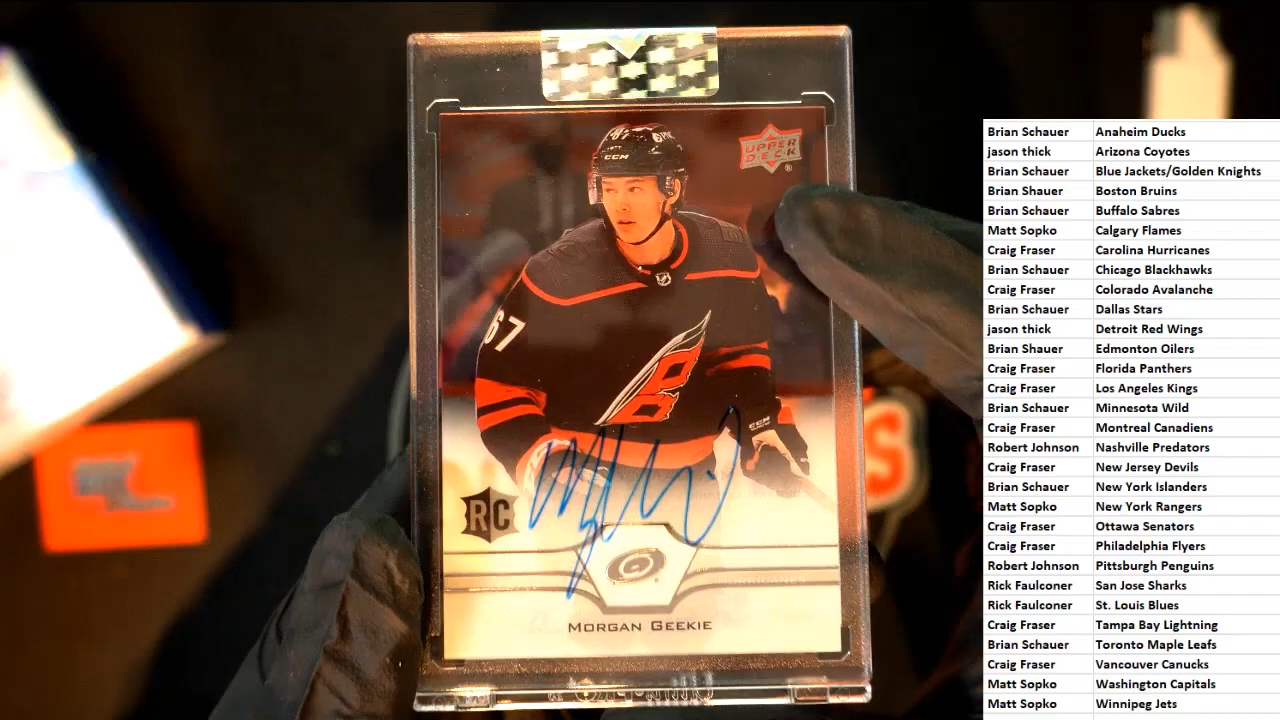 UPPER
DECK
®
CCM
67
CCM
RC
HURRICANES
MORGAN GEEKIE
Brian Schauer Anaheim Ducks
jason thick Arizona Coyotes
Brian Schauer Blue Jackets/Golden Knights
Brian Shauer Boston Bruins
Brian Schauer Buffalo Sabres
Matt Sopko Calgary Flames
Craig Fraser Carolina Hurricanes
Brian Schauer Chicago Blackhawks
Craig Fraser Colorado Avalanche
Brian Schauer Dallas Stars
jason thick Detroit Red Wings
Brian Shauer Edmonton Oilers
Craig Fraser Florida Panthers
Craig Fraser Los Angeles Kings
Brian Schauer Minnesota Wild
Craig Fraser Montreal Canadiens
Robert Johnson Nashville Predators
Craig Fraser New Jersey Devils
Brian Schauer New York Islanders
Matt Sopko New York Rangers
Craig Fraser Ottawa Senators
Craig Fraser Philadelphia Flyers
Robert Johnson Pittsburgh Penguins
Rick Faulconer San Jose Sharks
Rick Faulconer St. Louis Blues
Craig Fraser Tampa Bay Lightning
Brian Schauer Toronto Maple Leafs
Craig Fraser Vancouver Canucks
Matt Sopko Washington Capitals
Matt Sopko Winnipeg Jets